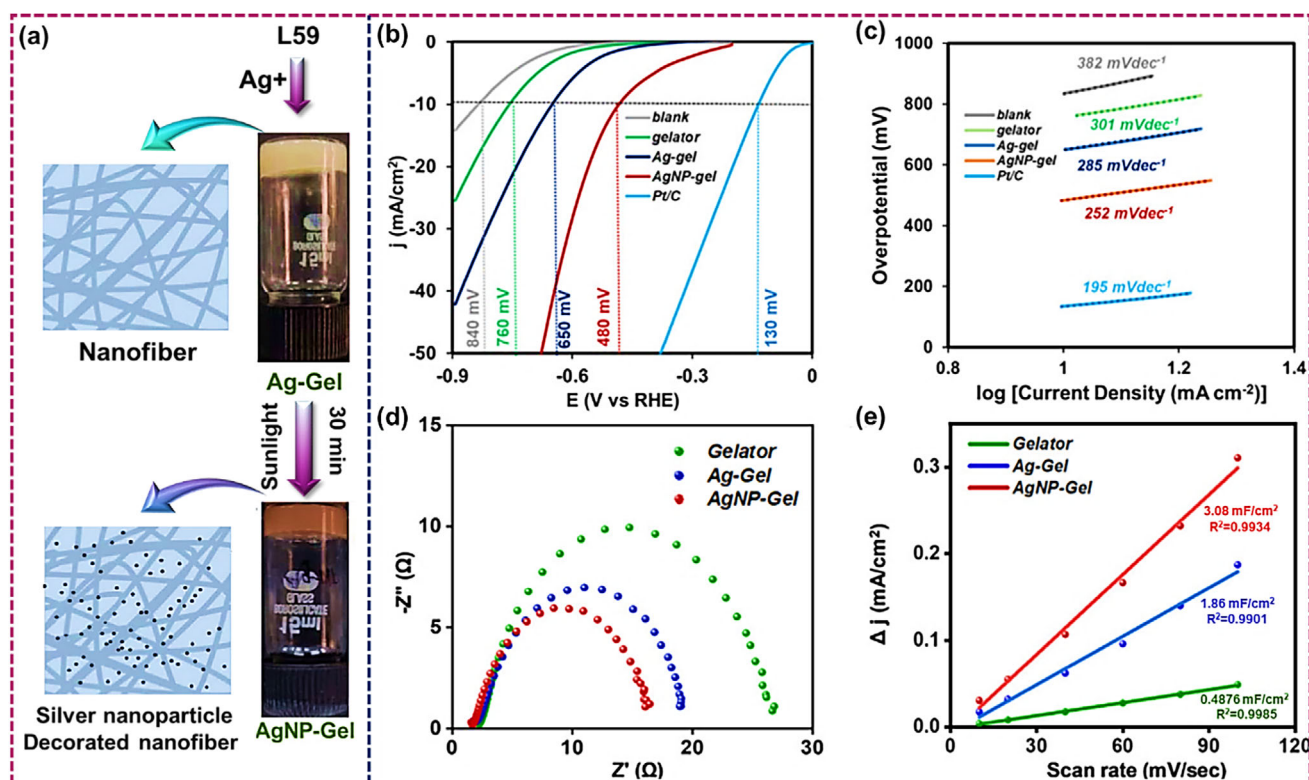 (a)
L59
Ag+
Nanofiber
Ag-Gel
Sunlight
30 min
Silver nanoparticle
Decorated nanofiber
AgNP-Gel
15ml
15ml
(b)
0
-10
-20
-30
-40
-50
j (mA/cm²)
blank
gelator
Ag-gel
AgNP-gel
Pt/C
840 mV
760 mV
650 mV
480 mV
130 mV
-0.9
-0.6
-0.3
0
E (V vs RHE)
(c)
1000
800
600
400
200
0
Overpotential (mV)
blank
gelator
Ag-gel
AgNP-gel
Pt/C
382 mVdec⁻¹
301 mVdec⁻¹
285 mVdec⁻¹
252 mVdec⁻¹
195 mVdec⁻¹
0.8
1
1.2
1.4
log [Current Density (mA cm⁻²)]
(d)
15
10
5
0
-Z" (Ω)
Gelator
Ag-Gel
AgNP-Gel
0
10
20
30
Z' (Ω)
(e)
0.3
0.2
0.1
0.0
Δ j (mA/cm²)
Gelator
Ag-Gel
AgNP-Gel
3.08 mF/cm²
R²=0.9934
1.86 mF/cm²
R²=0.9901
0.4876 mF/cm²
R²=0.9985
0
20
40
60
80
100
120
Scan rate (mV/sec)